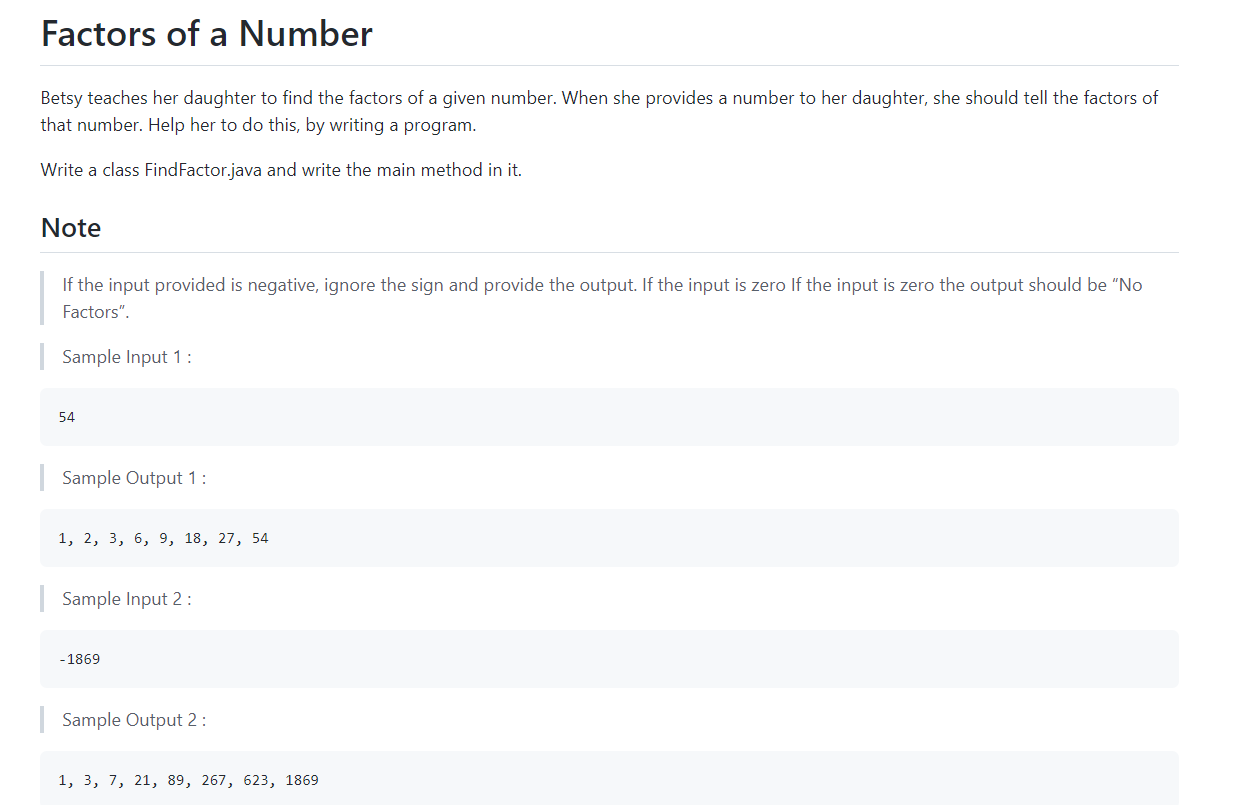 Factors of a Number
Betsy teaches her daughter to find the factors of a given number. When she provides a number to her daughter, she should tell the factors of
that number. Help her to do this, by writing a program.
Write a class FindFactor.java and write the main method in it.
Note
If the input provided is negative, ignore the sign and provide the output. If the input is zero If the input is zero the output should be “No
Factors”.
Sample Input 1 :
54
Sample Output 1 :
1, 2, 3, 6, 9, 18, 27, 54
Sample Input 2 :
-1869
Sample Output 2 :
1, 3, 7, 21, 89, 267, 623, 1869